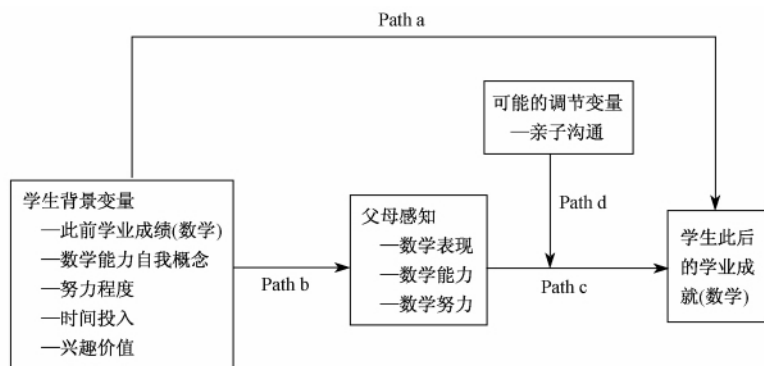 Path a
可能的调节变量
—亲子沟通
学生背景变量
—此前学业成绩(数学)
—数学能力自我概念
—努力程度
—时间投入
—兴趣价值
Path b
父母感知
—数学表现
—数学能力
—数学努力
Path d
Path c
学生此后
的学业成
就(数学)